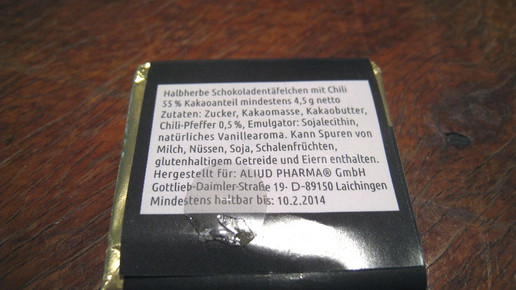 Halbherbe Schokoladentäfelchen mit Chili
55 % Kakaoanteil mindestens 4,5 g netto
Zutaten: Zucker, Kakaomasse, Kakaobutter,
Chili-Pfeffer 0,5 %, Emulgator: Sojalecithin,
natürliches Vanillearoma. Kann Spuren von
Milch, Nüssen, Soja, Schalenfrüchten,
glutenhaltigem Getreide und Eiern enthalten.
Hergestellt für: ALIUD PHARMA® GmbH
Gottlieb-Daimler-Straße 19- D-89150 Laichingen
Mindestens haltbar bis: 10.2.2014